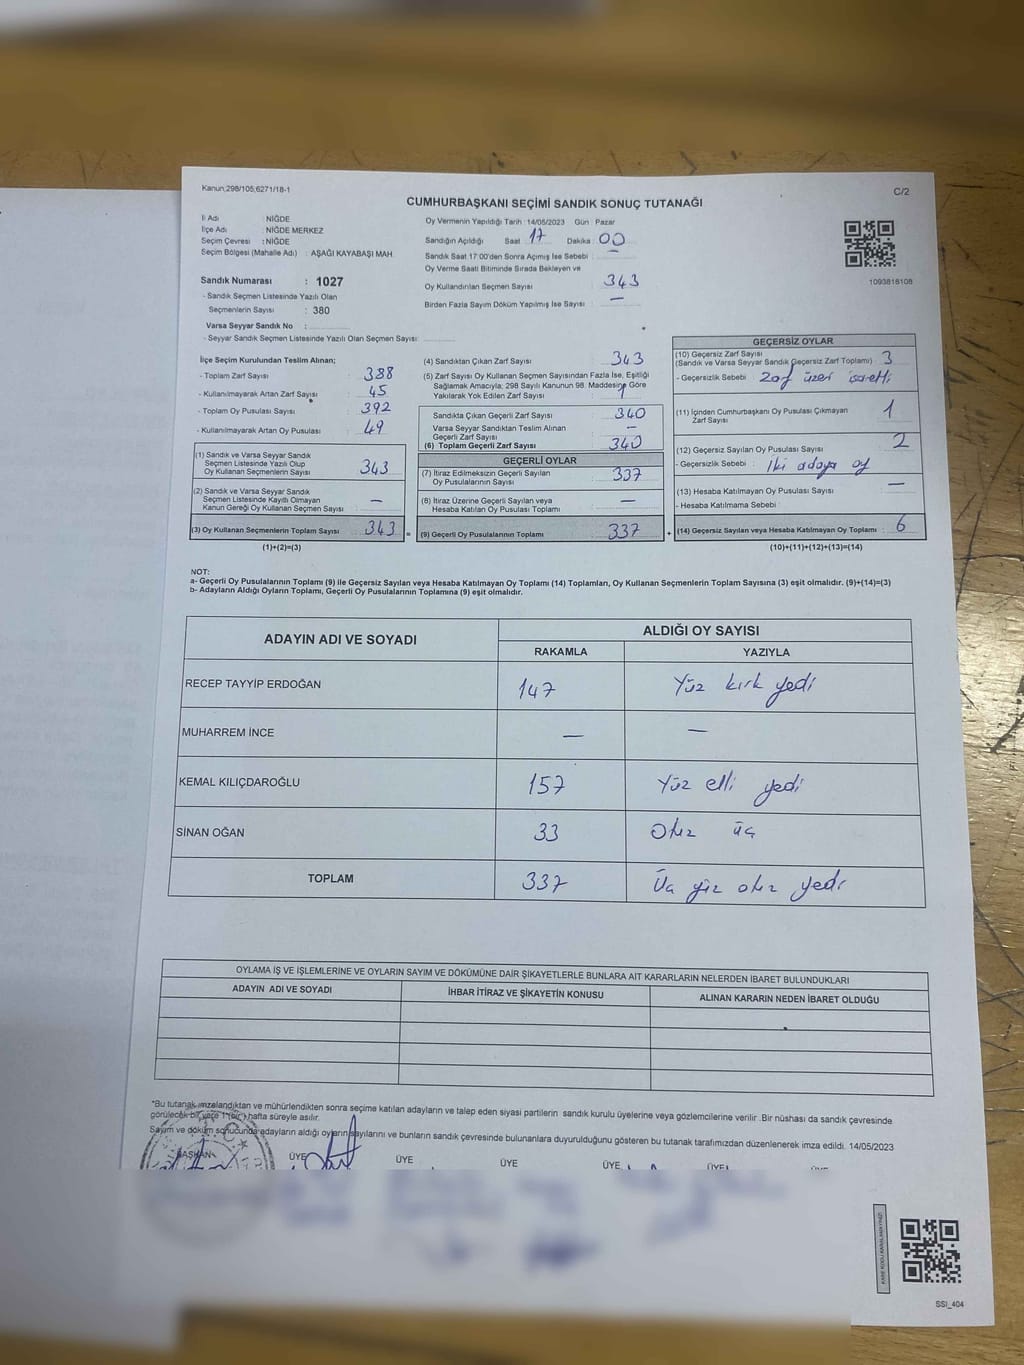 Kanun;298/105;6271/18-1
C/2
CUMHURBAŞKANI SEÇİMİ SANDIK SONUÇ TUTANAĞI
İl Adı : NİĞDE
İlçe Adı : NİĞDE MERKEZ
Seçim Çevresi : NİĞDE
Seçim Bölgesi (Mahalle Adı) : AŞAĞI KAYABAŞI MAH.
Sandık Numarası : 1027
- Sandık Seçmen Listesinde Yazılı Olan
Seçmenlerin Sayısı : 380
Varsa Seyyar Sandık No :
- Seyyar Sandık Seçmen Listesinde Yazılı Olan Seçmen Sayısı
Oy Vermenin Yapıldığı Tarih : 14/05/2023 Gün : Pazar
Sandığın Açıldığı Saat 17 Dakika : 00
Sandık Saat 17:00'den Sonra Açımış İse Sebebi : —
Oy Verme Saati Bitiminde Sırada Bekleyen ve
Oy Kullandırılan Seçmen Sayısı 343
Birden Fazla Sayım Döküm Yapılmış İse Sayısı : —
1093818108
İlçe Seçim Kurulundan Teslim Alınan;
- Toplam Zarf Sayısı : 388
- Kullanılmayarak Artan Zarf Sayısı : 45
- Toplam Oy Pusulası Sayısı : 392
- Kullanılmayarak Artan Oy Pusulası : 49
(1) Sandık ve Varsa Seyyar Sandık
Seçmen Listesinde Yazılı Olup
Oy Kullanan Seçmenlerin Sayısı 343
(2) Sandık ve Varsa Seyyar Sandık
Seçmen Listesinde Kayıtlı Olmayan
Kanun Gereği Oy Kullanan Seçmen Sayısı : —
(3) Oy Kullanan Seçmenlerin Toplam Sayısı : 343
(1)+(2)=(3)
(4) Sandıktan Çıkan Zarf Sayısı : 343
(5) Zarf Sayısı Oy Kullanan Seçmen Sayısından Fazla İse, Eşitliği
Sağlamak Amacıyla; 298 Sayılı Kanunun 98. Maddesine Göre
Yakılarak Yok Edilen Zarf Sayısı :
Sandıkta Çıkan Geçerli Zarf Sayısı : 340
Varsa Seyyar Sandıktan Teslim Alınan
Geçerli Zarf Sayısı : —
(6) Toplam Geçerli Zarf Sayısı : 340
GEÇERLİ OYLAR
(7) İtiraz Edilmeksizin Geçerli Sayılan
Oy Pusulalarının Sayısı : 337
(8) İtiraz Üzerine Geçerli Sayılan veya
Hesaba Katılan Oy Pusulası Toplamı : —
(9) Geçerli Oy Pusulalarının Toplamı : 337
GEÇERSİZ OYLAR
(10) Geçersiz Zarf Sayısı
(Sandık ve Varsa Seyyar Sandık Geçersiz Zarf Toplamı) : 3
- Geçersizlik Sebebi : Zarf üzeri işaretli
(11) İçinden Cumhurbaşkanı Oy Pusulası Çıkmayan
Zarf Sayısı : 1
(12) Geçersiz Sayılan Oy Pusulası Sayısı : 2
- Geçersizlik Sebebi : İki adaya oy
(13) Hesaba Katılmayan Oy Pusulası Sayısı : —
- Hesaba Katılmama Sebebi :
(14) Geçersiz Sayılan veya Hesaba Katılmayan Oy Toplamı : 6
(10)+(11)+(12)+(13)=(14)
NOT:
a- Geçerli Oy Pusulalarının Toplamı (9) ile Geçersiz Sayılan veya Hesaba Katılmayan Oy Toplamı (14) Toplamları, Oy Kullanan Seçmenlerin Toplam Sayısına (3) eşit olmalıdır. (9)+(14)=(3)
b- Adayların Aldığı Oyların Toplamı, Geçerli Oy Pusulalarının Toplamına (9) eşit olmalıdır.
ADAYIN ADI VE SOYADI
ALDIĞI OY SAYISI
RAKAMLA YAZIYLA
RECEP TAYYİP ERDOĞAN 147 Yüz kırk yedi
MUHARREM İNCE — —
KEMAL KILIÇDAROĞLU 157 Yüz elli yedi
SİNAN OĞAN 33 Otuz üç
TOPLAM 337 Üç yüz otuz yedi
OYLAMA İŞ VE İŞLEMLERİNE VE OYLARIN SAYIM VE DÖKÜMÜNE DAİR ŞİKAYETLERLE BUNLARA AİT KARARLARIN NELERDEN İBARET BULUNDUKLARI
ADAYIN ADI VE SOYADI İHBAR İTİRAZ VE ŞİKAYETİN KONUSU ALINAN KARARIN NEDEN İBARET OLDUĞU
"Bu tutanak imzalandıktan ve mühürlendikten sonra seçime katılan adayların ve talep eden siyasi partilerin sandık kurulu üyelerine veya gözlemcilerine verilir .Bir nüshası da sandık çevresinde
görülecek bir yere 1 (bir ) hafta süreyle asılır.
Sayım ve döküm sonucunda adayların aldığı oyların sayılarını ve bunların sandık çevresinde bulunanlara duyurulduğunu gösteren bu tutanak tarafımızdan düzenlenerek imza edildi. 14/05/2023
BAŞKAN ÜYE ÜYE ÜYE ÜYE ÜYE
SSİ_404